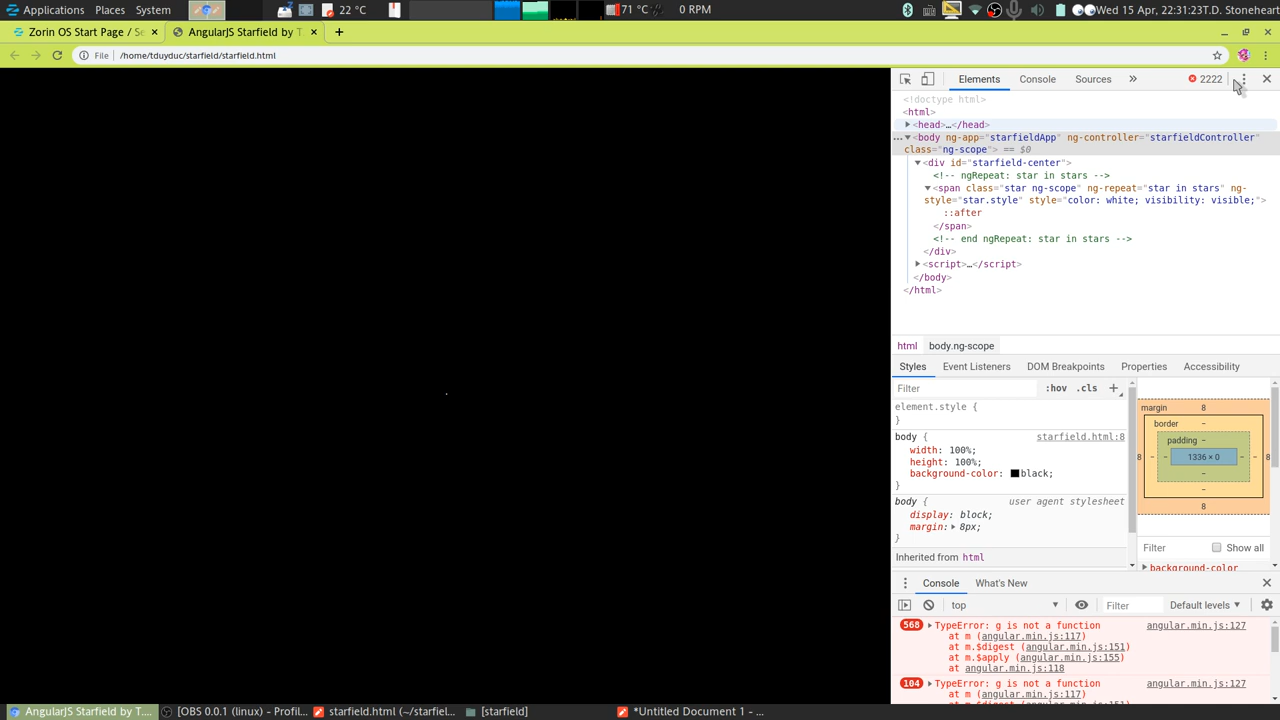 Applications Places System 22 °C 71 °C 0 RPM Wed 15 Apr, 22:31:23 T.D. Stoneheart
Zorin OS Start Page / Se × AngularJS Starfield by T × +
File /home/tduyduc/starfield/starfield.html
Elements Console Sources » 2222
<!doctype html>
<html>
<head>…</head>
<body ng-app="starfieldApp" ng-controller="starfieldController"
class="ng-scope"> == $0
<div id="starfield-center">
<!-- ngRepeat: star in stars -->
<span class="star ng-scope" ng-repeat="star in stars" ng-
style="star.style" style="color: white; visibility: visible;">
::after
</span>
<!-- end ngRepeat: star in stars -->
</div>
<script>…</script>
</body>
</html>
html body.ng-scope
Styles Event Listeners DOM Breakpoints Properties Accessibility
Filter :hov .cls +
element.style {
}
body { starfield.html:8
width: 100%;
height: 100%;
background-color: black;
}
body { user agent stylesheet
display: block;
margin: 8px;
}
Inherited from html
margin 8
border –
padding –
8 – – 1336 × 0 – – 8
–
–
8
Filter Show all
background-color
Console What's New
top Filter Default levels
568 TypeError: g is not a function angular.min.js:127
at m (angular.min.js:117)
at m.$digest (angular.min.js:151)
at m.$apply (angular.min.js:155)
at angular.min.js:118
104 TypeError: g is not a function angular.min.js:127
at m (angular.min.js:117)
at m.$digest (angular.min.js:151)
AngularJS Starfield by T.... [OBS 0.0.1 (linux) - Profil... starfield.html (~/starfiel... [starfield] *Untitled Document 1 - ...